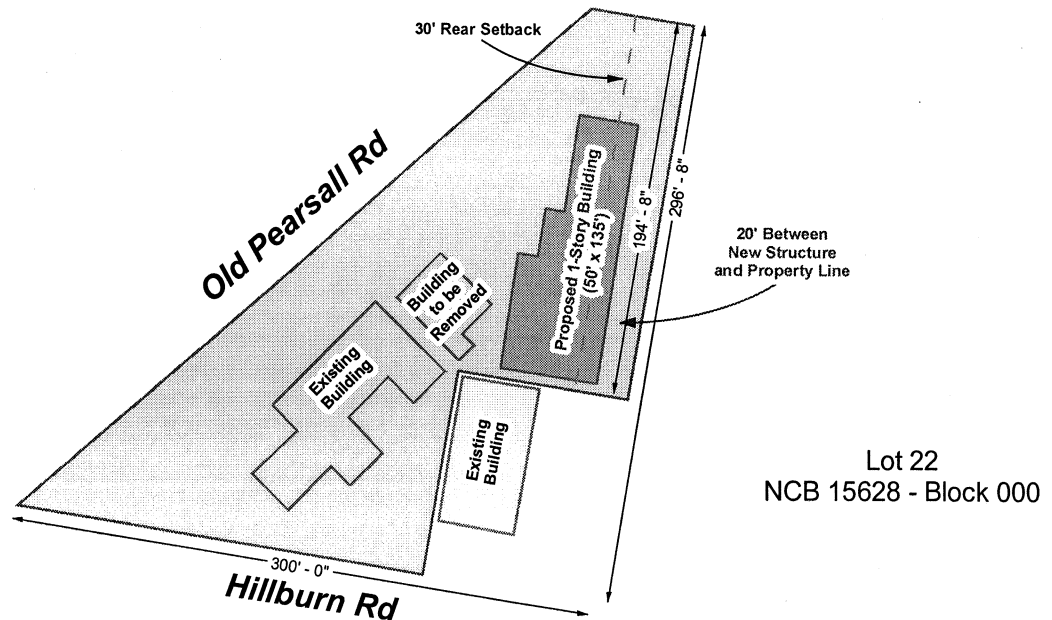 30' Rear Setback
Old Pearsall Rd
Proposed 1-Story Building
(50' x 135')
194' - 8"
296' - 8"
20' Between
New Structure
and Property Line
Building
to be
Removed
Existing
Building
Existing
Building
Lot 22
NCB 15628 - Block 000
300' - 0"
Hillburn Rd